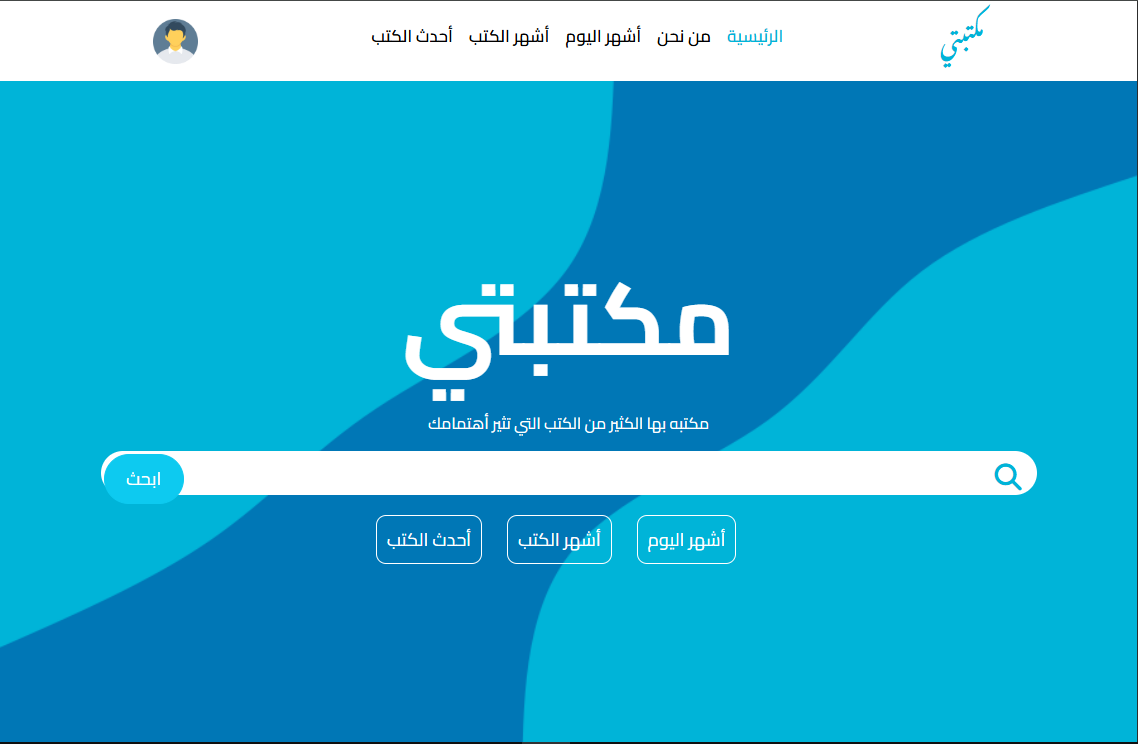 مكتبتي
الرئيسية من نحن أشهر اليوم أشهر الكتب أحدث الكتب
مكتبتي
مكتبه بها الكثير من الكتب التي تثير أهتمامك
ابحث
أشهر اليوم أشهر الكتب أحدث الكتب